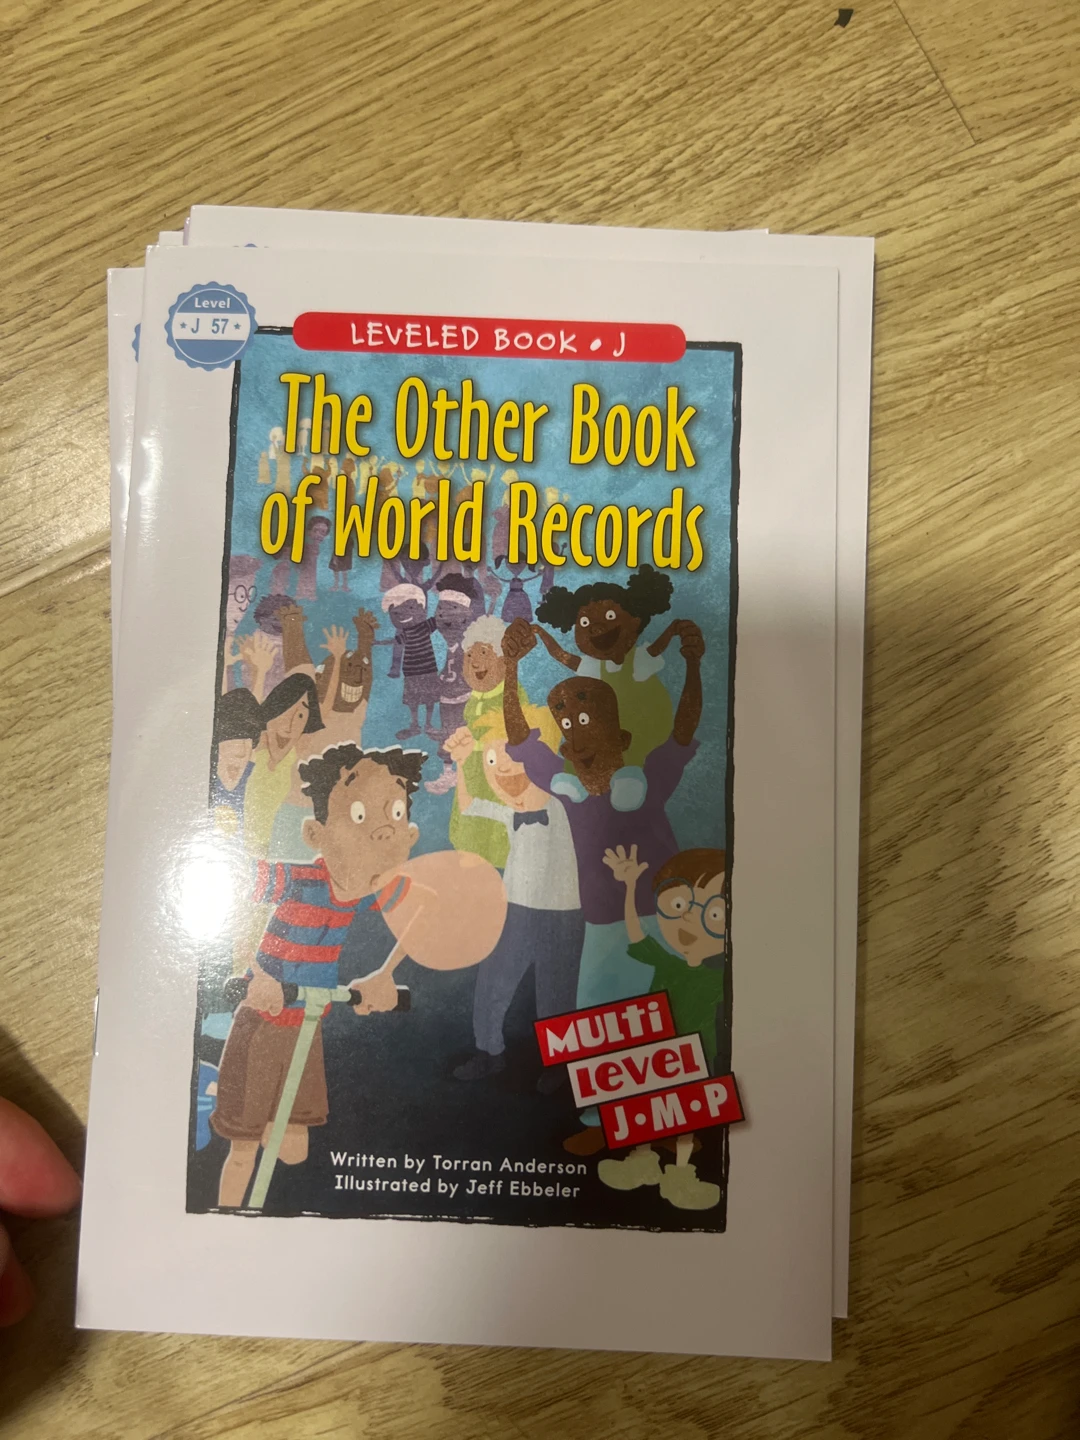 Level
J 57
LEVELED BOOK • J
The Other Book
of World Records
MULTi
LEVEL
J•M•P
Written by Torran Anderson
Illustrated by Jeff Ebbeler